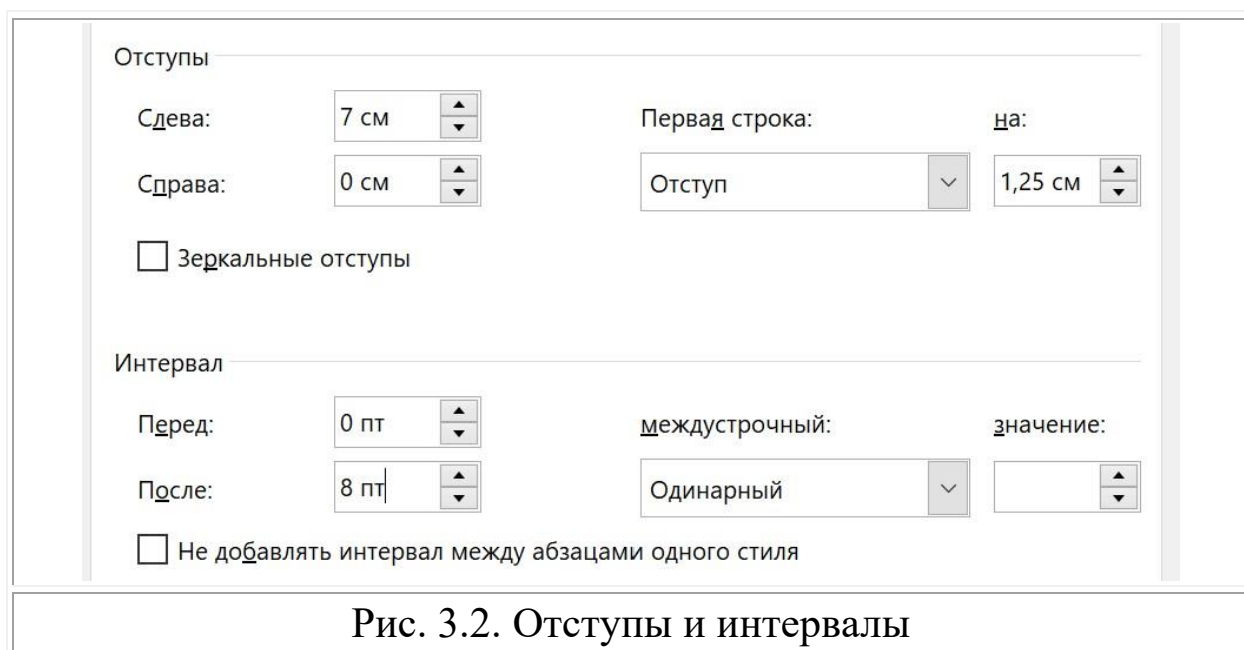 Отступы
Слева: 7 см Первая строка: на:
Справа: 0 см Отступ 1,25 см
Зеркальные отступы
Интервал
Перед: 0 пт междустрочный: значение:
После: 8 пт Одинарный
Не добавлять интервал между абзацами одного стиля
Рис. 3.2. Отступы и интервалы